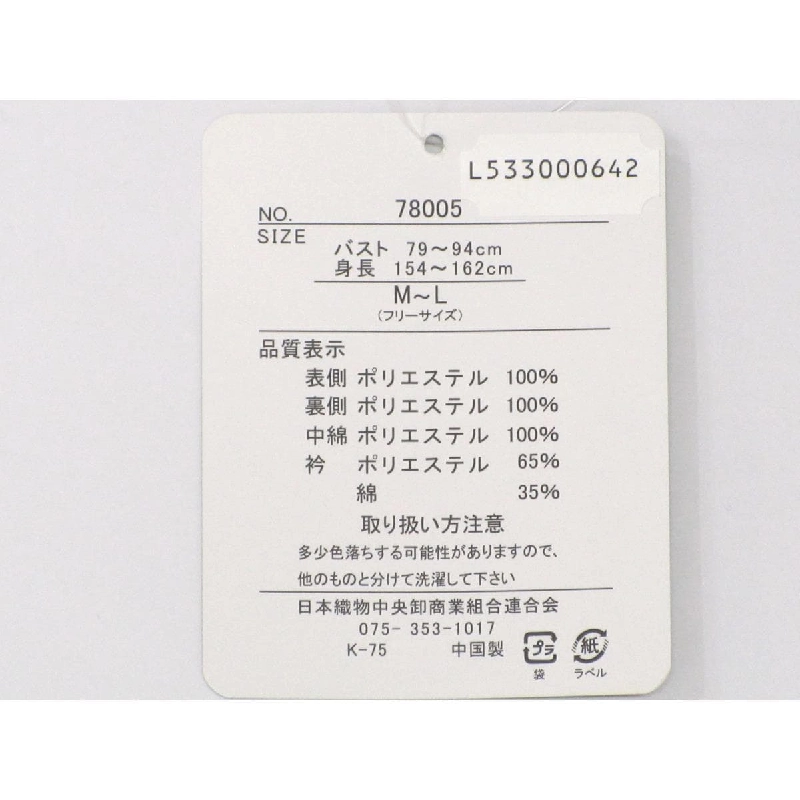 L533000642
NO. 78005
SIZE
バスト 79～94cm
身長 154～162cm
M～L
(フリーサイズ)
品質表示
表側 ポリエステル 100%
裏側 ポリエステル 100%
中綿 ポリエステル 100%
衿 ポリエステル 65%
綿 35%
取り扱い方注意
多少色落ちする可能性がありますので、
他のものと分けて洗濯して下さい
日本織物中央卸商業組合連合会
075- 353-1017
K-75 中国製
プラ 紙
袋 ラベル